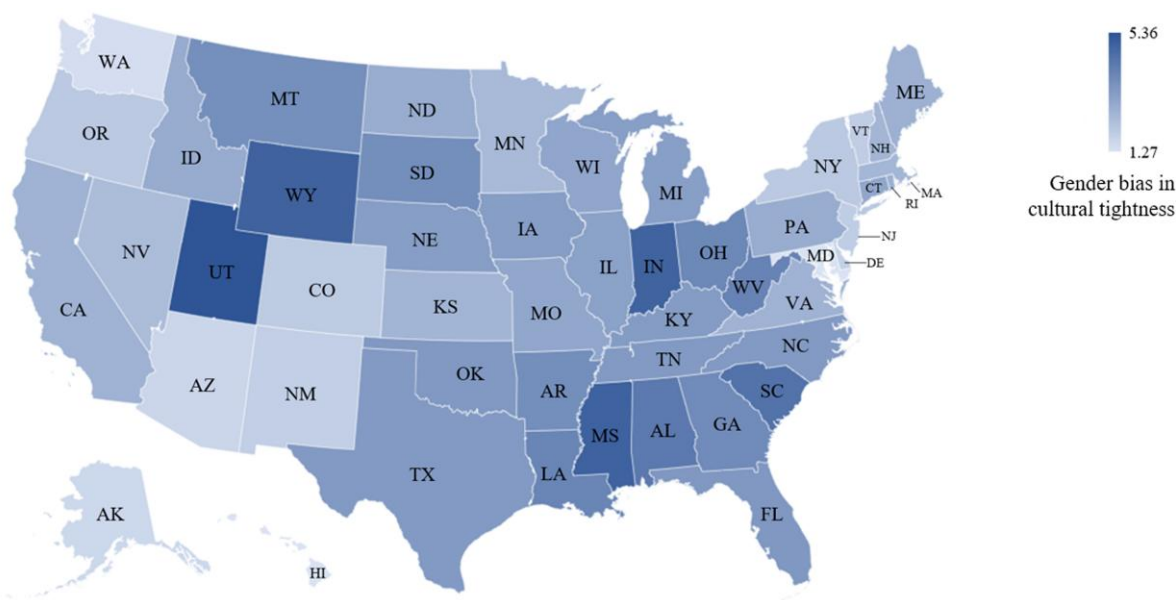 5.36
1.27
Gender bias in
cultural tightness
WA
OR
CA
NV
ID
MT
WY
UT
AZ
CO
NM
ND
SD
NE
KS
OK
TX
MN
IA
MO
AR
LA
WI
IL
MI
IN
OH
KY
TN
MS
AL
GA
FL
SC
NC
VA
WV
PA
NY
VT
NH
ME
MA
CT
RI
NJ
DE
MD
AK
HI